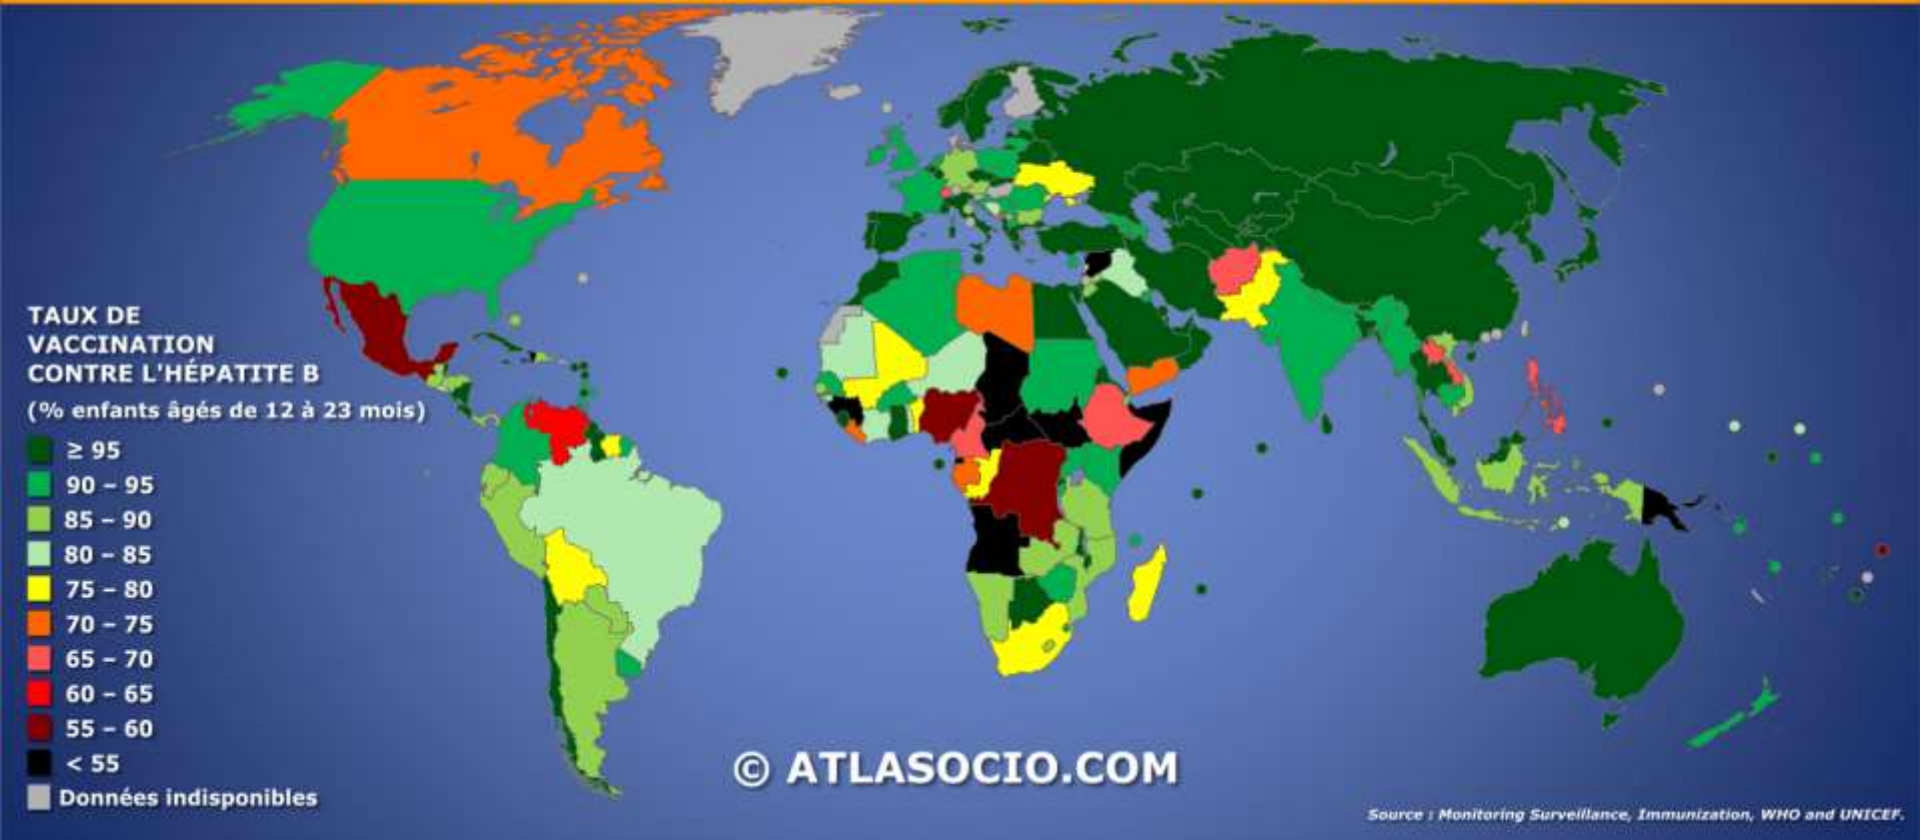 TAUX DE
VACCINATION
CONTRE L'HÉPATITE B
(% enfants âgés de 12 à 23 mois)
≥ 95
90 – 95
85 – 90
80 – 85
75 – 80
70 – 75
65 – 70
60 – 65
55 – 60
< 55
Données indisponibles
© ATLASOCIO.COM
Source : Monitoring Surveillance, Immunization, WHO and UNICEF.